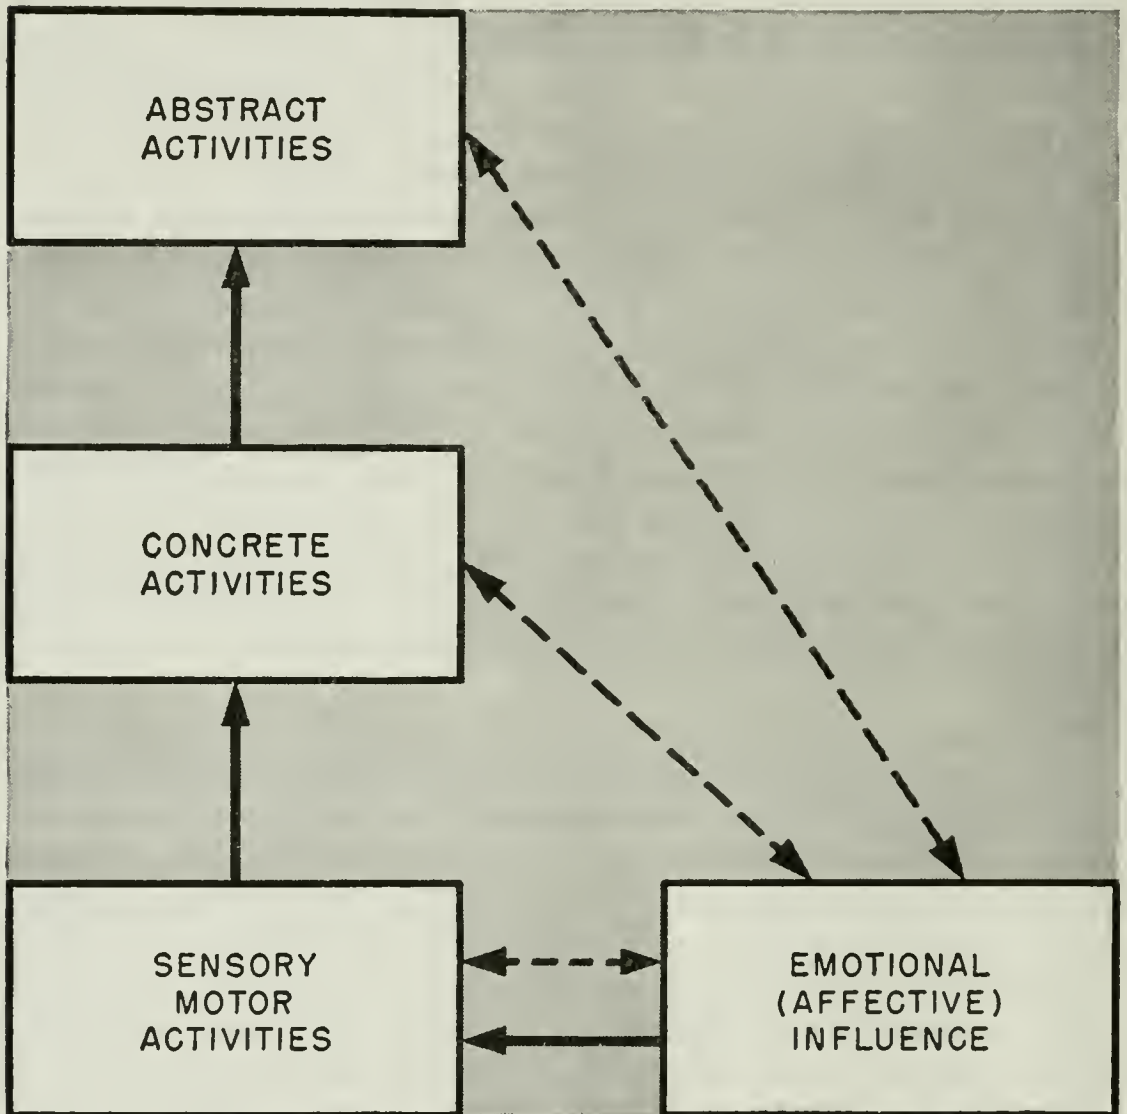 ABSTRACT
ACTIVITIES
CONCRETE
ACTIVITIES
SENSORY
MOTOR
ACTIVITIES
EMOTIONAL
(AFFECTIVE)
INFLUENCE